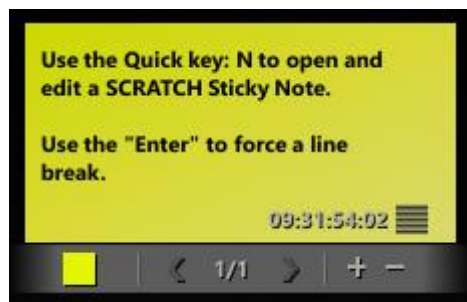 Use the Quick key: N to open and
edit a SCRATCH Sticky Note.
Use the "Enter" to force a line
break.
09:31:54:02
1/1